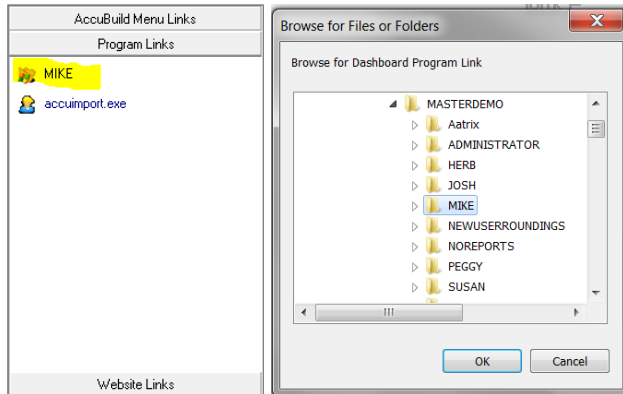 AccuBuild Menu Links
Program Links
MIKE
accuimport.exe
Website Links
Browse for Files or Folders
Browse for Dashboard Program Link
MASTERDEMO
Aatrix
ADMINISTRATOR
HERB
JOSH
MIKE
NEWUSERROUNDINGS
NOREPORTS
PEGGY
SUSAN
OK Cancel